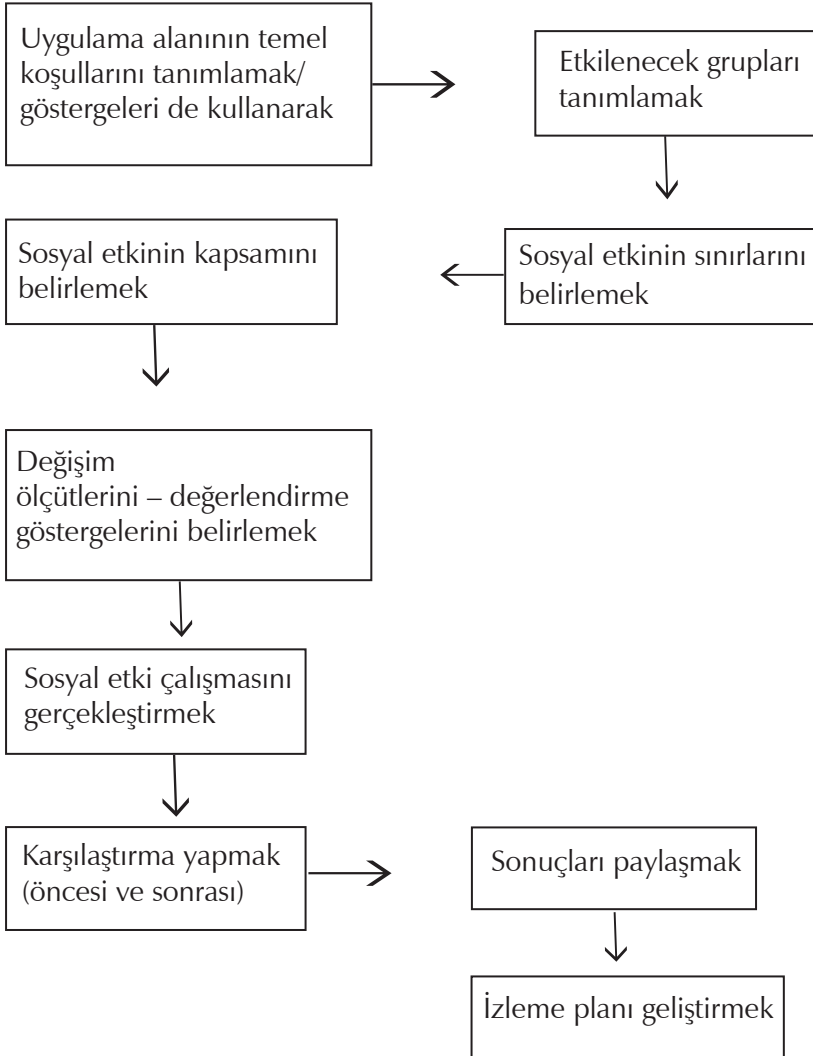 Uygulama alanının temel
koşullarını tanımlamak/
göstergeleri de kullanarak
Etkilenecek grupları
tanımlamak
Sosyal etkinin sınırlarını
belirlemek
Sosyal etkinin kapsamını
belirlemek
Değişim
ölçütlerini – değerlendirme
göstergelerini belirlemek
Sosyal etki çalışmasını
gerçekleştirmek
Karşılaştırma yapmak
(öncesi ve sonrası)
Sonuçları paylaşmak
İzleme planı geliştirmek